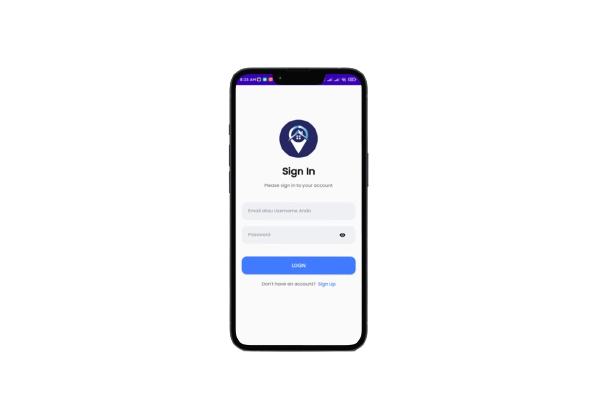 8:35 AM
Sign In
Please sign in to your account
Email atau Username Anda
Password
LOGIN
Don't have an account? Sign Up